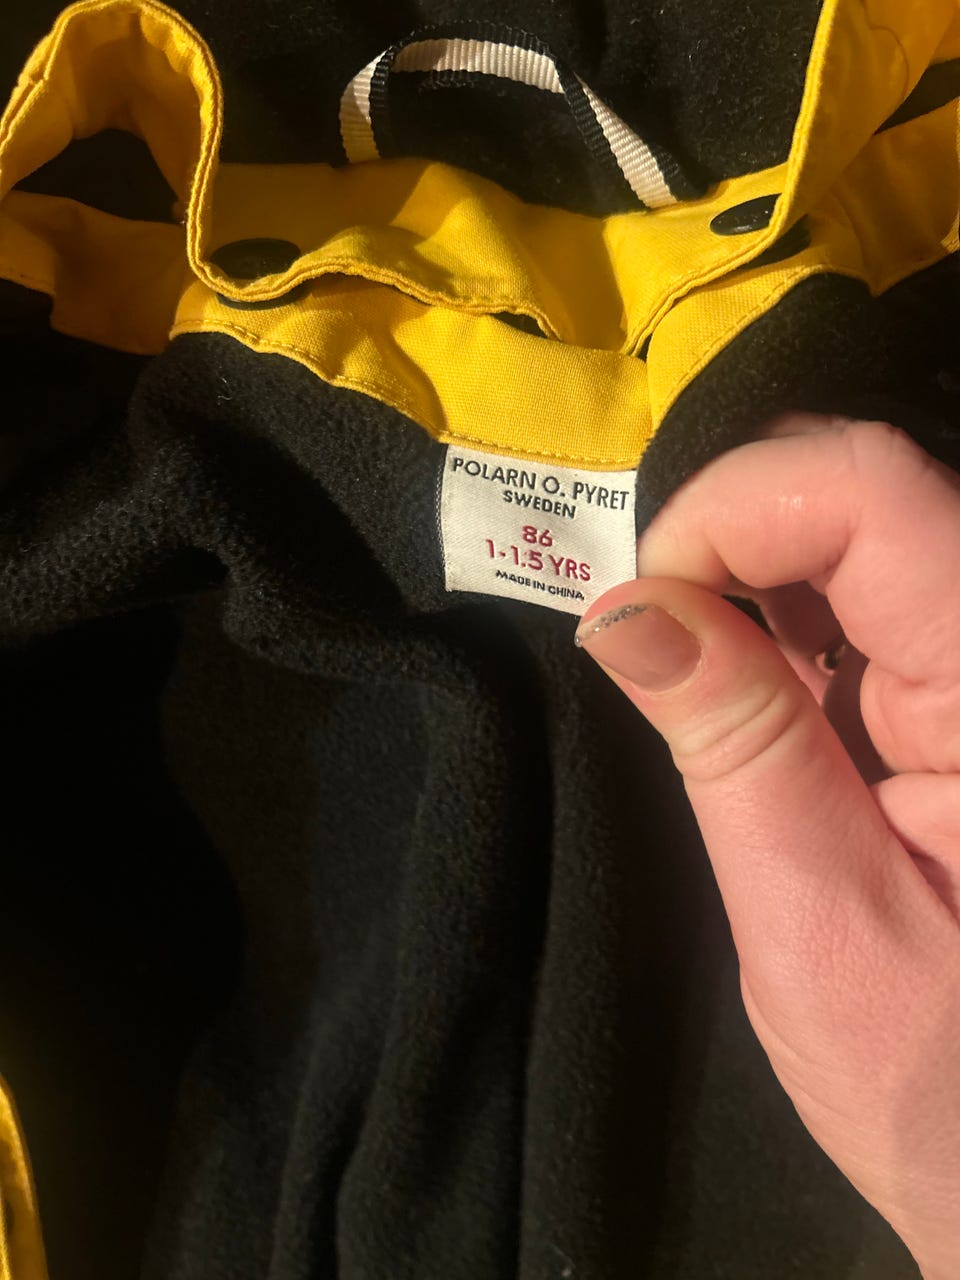 POLARN O. PYRET
SWEDEN
86
1-1.5 YRS
MADE IN CHINA